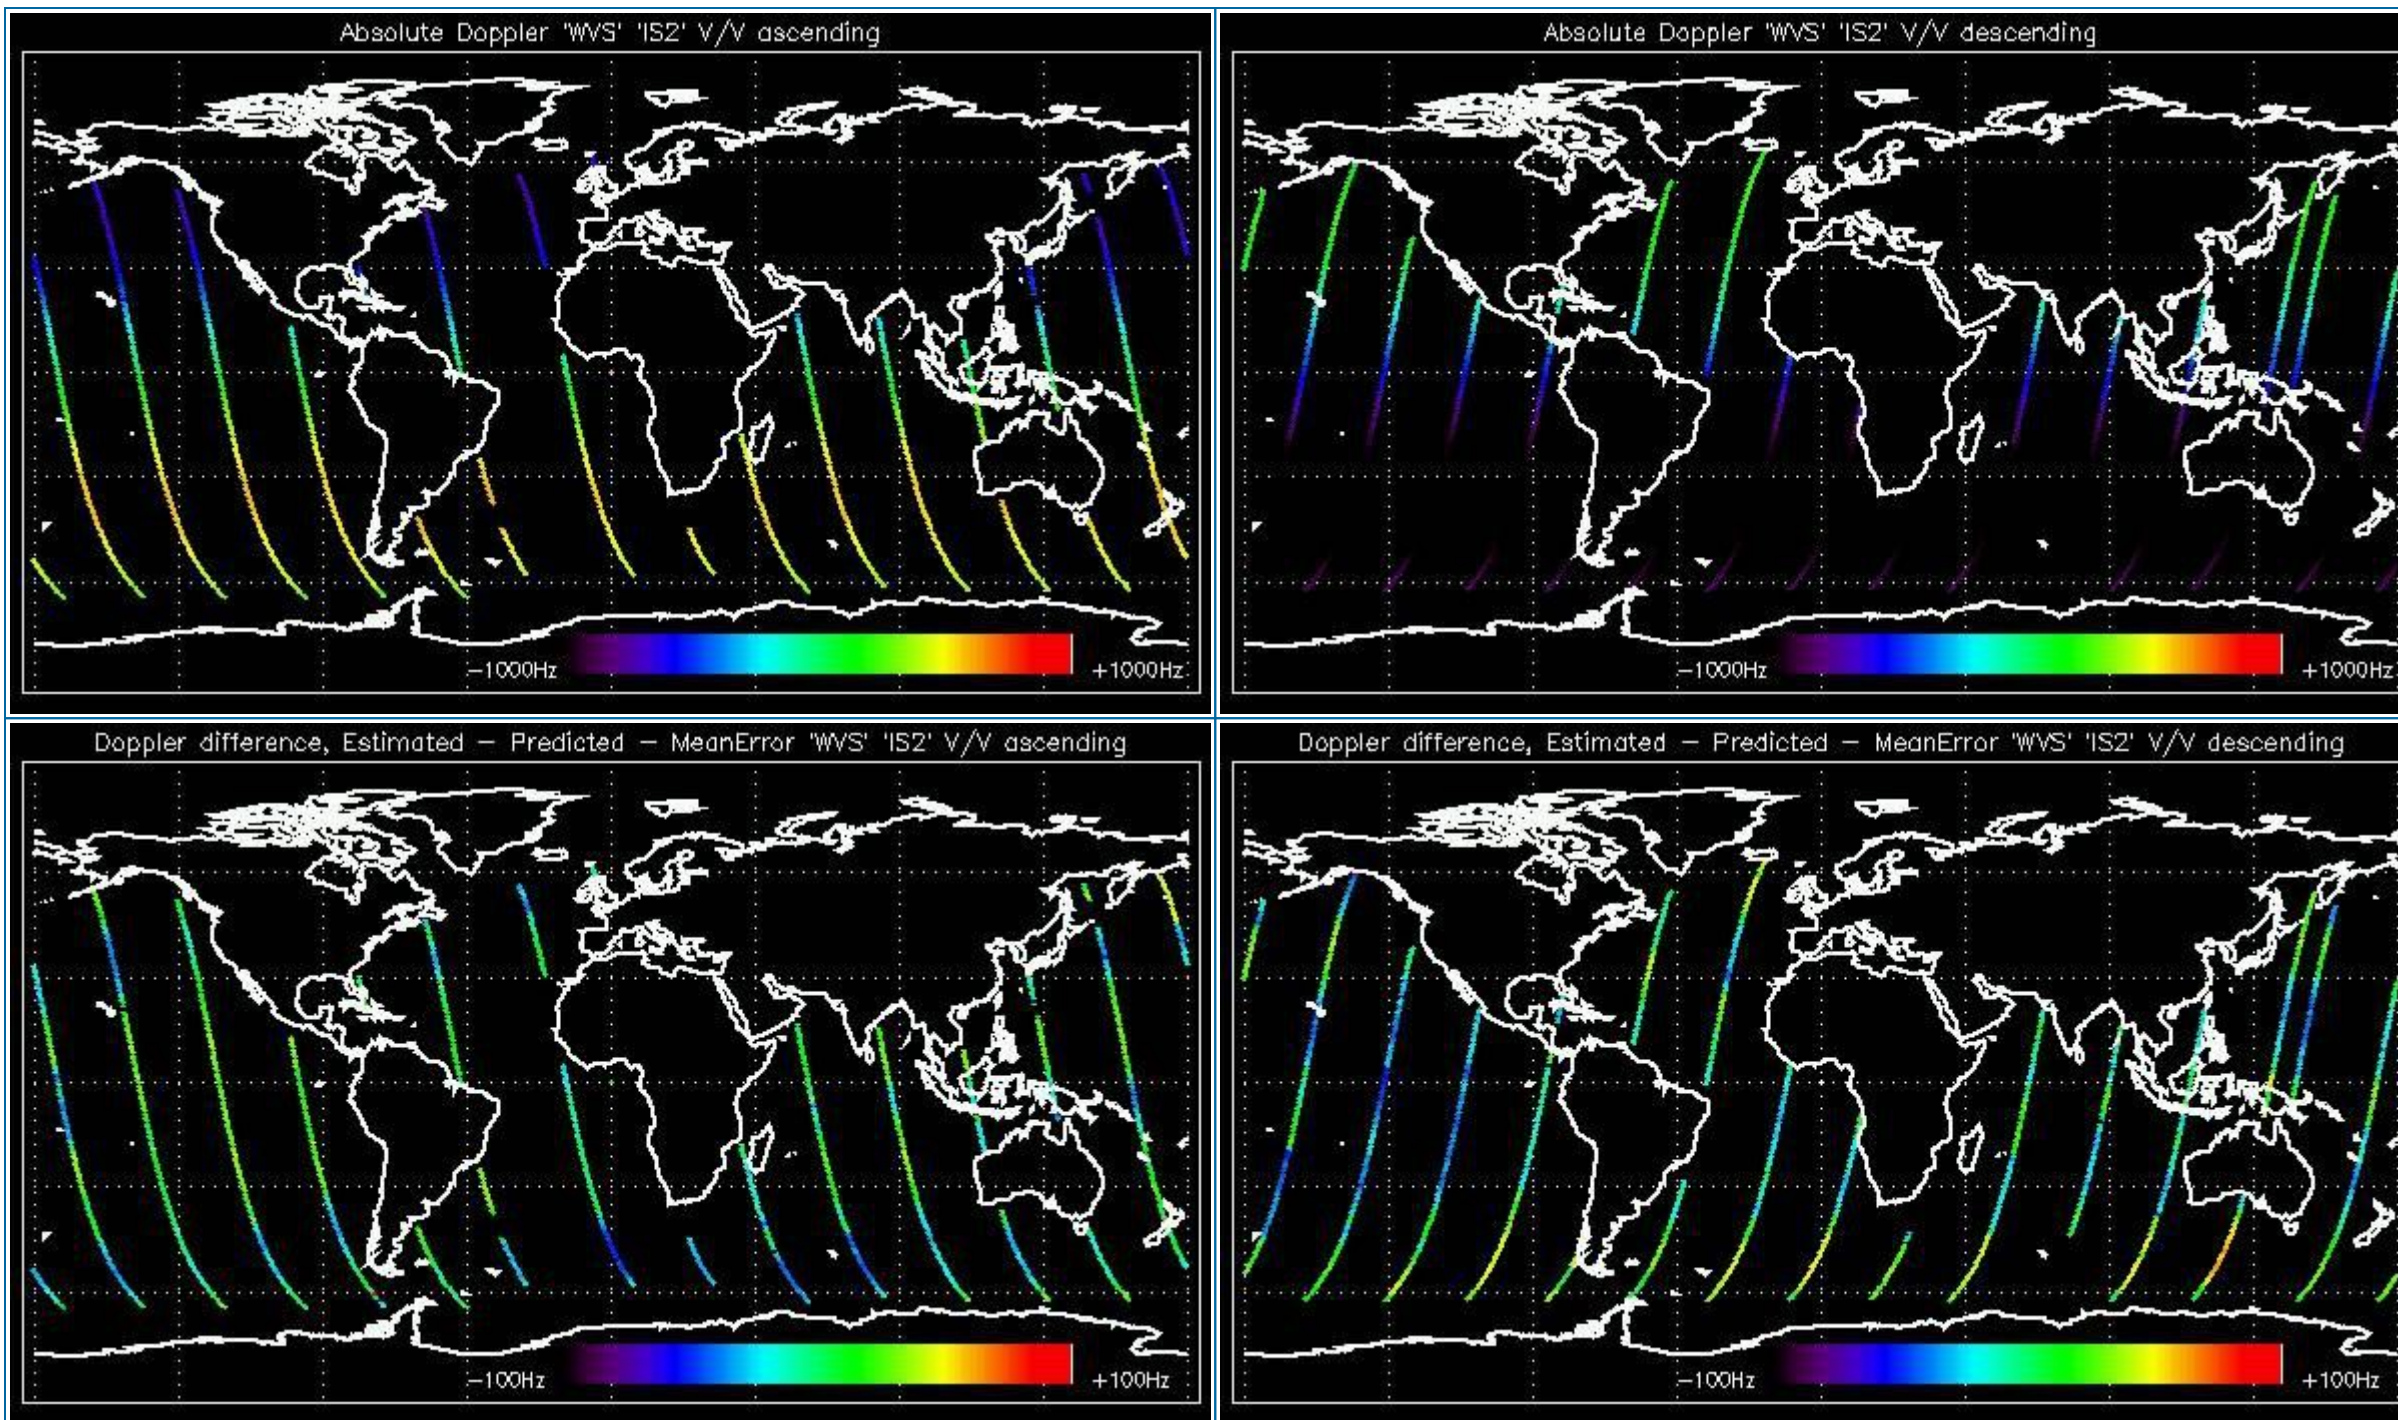 Absolute Doppler 'WVS' 'IS2' V/V ascending
-1000Hz
+1000Hz
Absolute Doppler 'WVS' 'IS2' V/V descending
-1000Hz
+1000Hz
Doppler difference, Estimated - Predicted - MeanError 'WVS' 'IS2' V/V ascending
-100Hz
+100Hz
Doppler difference, Estimated - Predicted - MeanError 'WVS' 'IS2' V/V descending
-100Hz
+100Hz